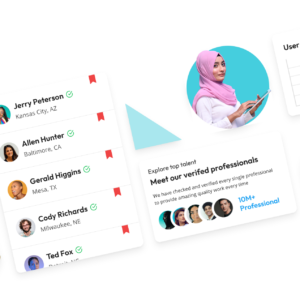 Jerry Peterson
Kansas City, AZ
Allen Hunter
Baltimore, CA
Gerald Higgins
Mesa, TX
Cody Richards
Milwaukee, NE
Ted Fox
Explore top talent
Meet our verifed professionals
We have checked and verified every single professional
to provide amazing quality work every time
10M+
Professional
User